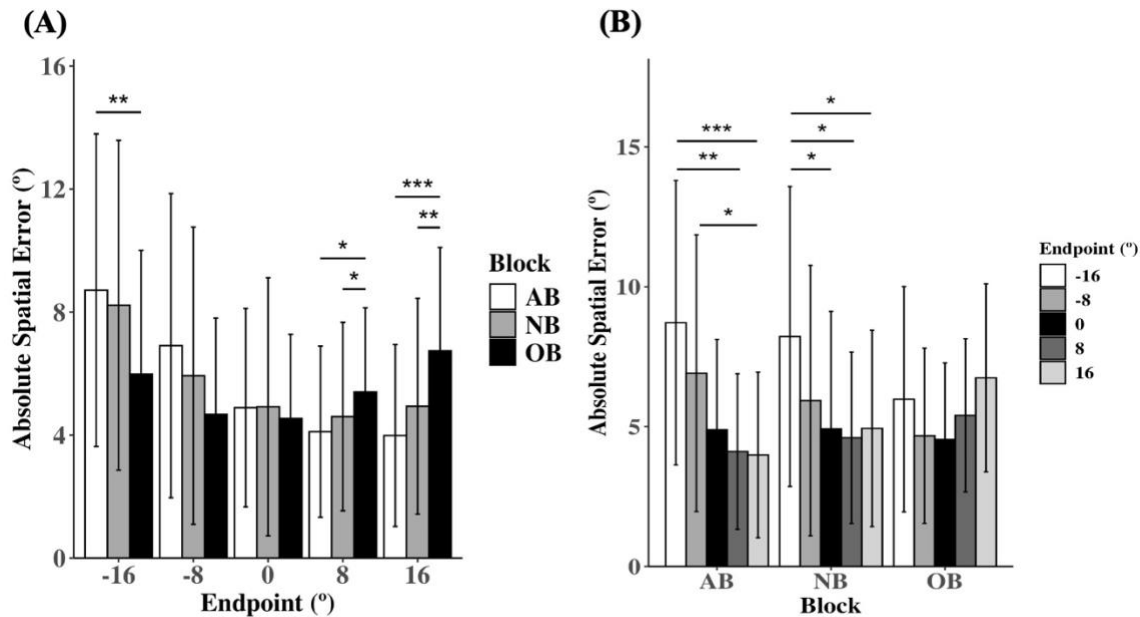 (A)
16
12
8
4
0
Absolute Spatial Error (º)
**
*
*
***
**
-16 -8 0 8 16
Endpoint (º)
Block
AB
NB
OB
(B)
15
10
5
0
Absolute Spatial Error (º)
***
**
*
*
*
*
AB NB OB
Block
Endpoint (º)
-16
-8
0
8
16